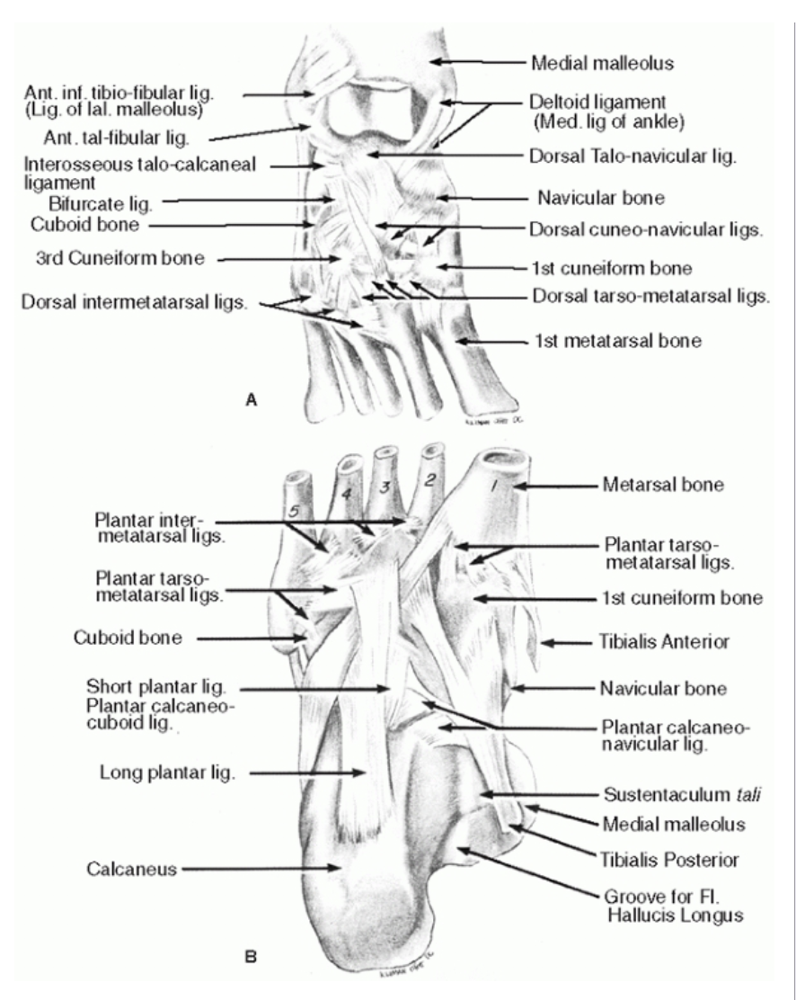 Medial malleolus
Ant. inf. tibio-fibular lig.
(Lig. of lal. malleolus)
Deltoid ligament
(Med. lig of ankle)
Ant. tal-fibular lig.
Dorsal Talo-navicular lig.
Interosseous talo-calcaneal
ligament
Bifurcate lig.
Navicular bone
Cuboid bone
Dorsal cuneo-navicular ligs.
3rd Cuneiform bone
1st cuneiform bone
Dorsal intermetatarsal ligs.
Dorsal tarso-metatarsal ligs.
1st metatarsal bone
A
5
4
3
2
1
Metarsal bone
Plantar inter-
metatarsal ligs.
Plantar tarso-
metatarsal ligs.
Plantar tarso-
metatarsal ligs.
1st cuneiform bone
Cuboid bone
Tibialis Anterior
Short plantar lig.
Plantar calcaneo-
cuboid lig.
Navicular bone
Plantar calcaneo-
navicular lig.
Long plantar lig.
Sustentaculum tali
Medial malleolus
Tibialis Posterior
Calcaneus
Groove for Fl.
Hallucis Longus
B